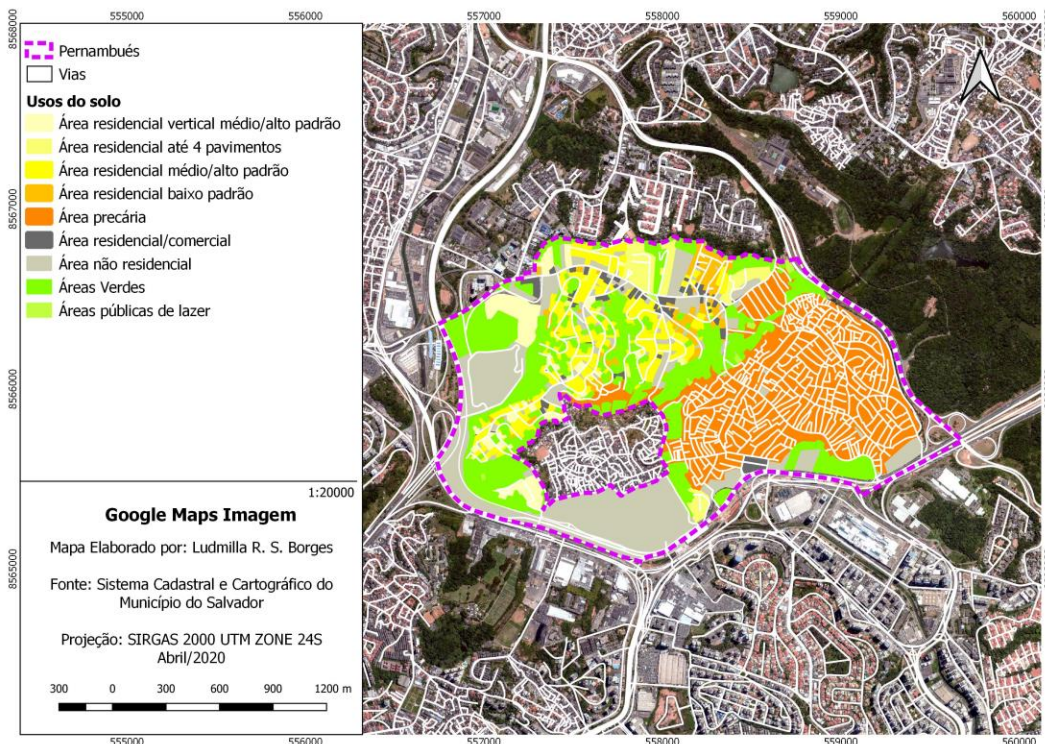 555000 556000 557000 558000 559000 560000
8568000
8567000
8566000
8565000
Pernambués
Vias
Usos do solo
Área residencial vertical médio/alto padrão
Área residencial até 4 pavimentos
Área residencial médio/alto padrão
Área residencial baixo padrão
Área precária
Área residencial/comercial
Área não residencial
Áreas Verdes
Áreas públicas de lazer
1:20000
Google Maps Imagem
Mapa Elaborado por: Ludmilla R. S. Borges
Fonte: Sistema Cadastral e Cartográfico do
Município do Salvador
Projeção: SIRGAS 2000 UTM ZONE 24S
Abril/2020
300 0 300 600 900 1200 m
555000 556000 557000 558000 559000 560000